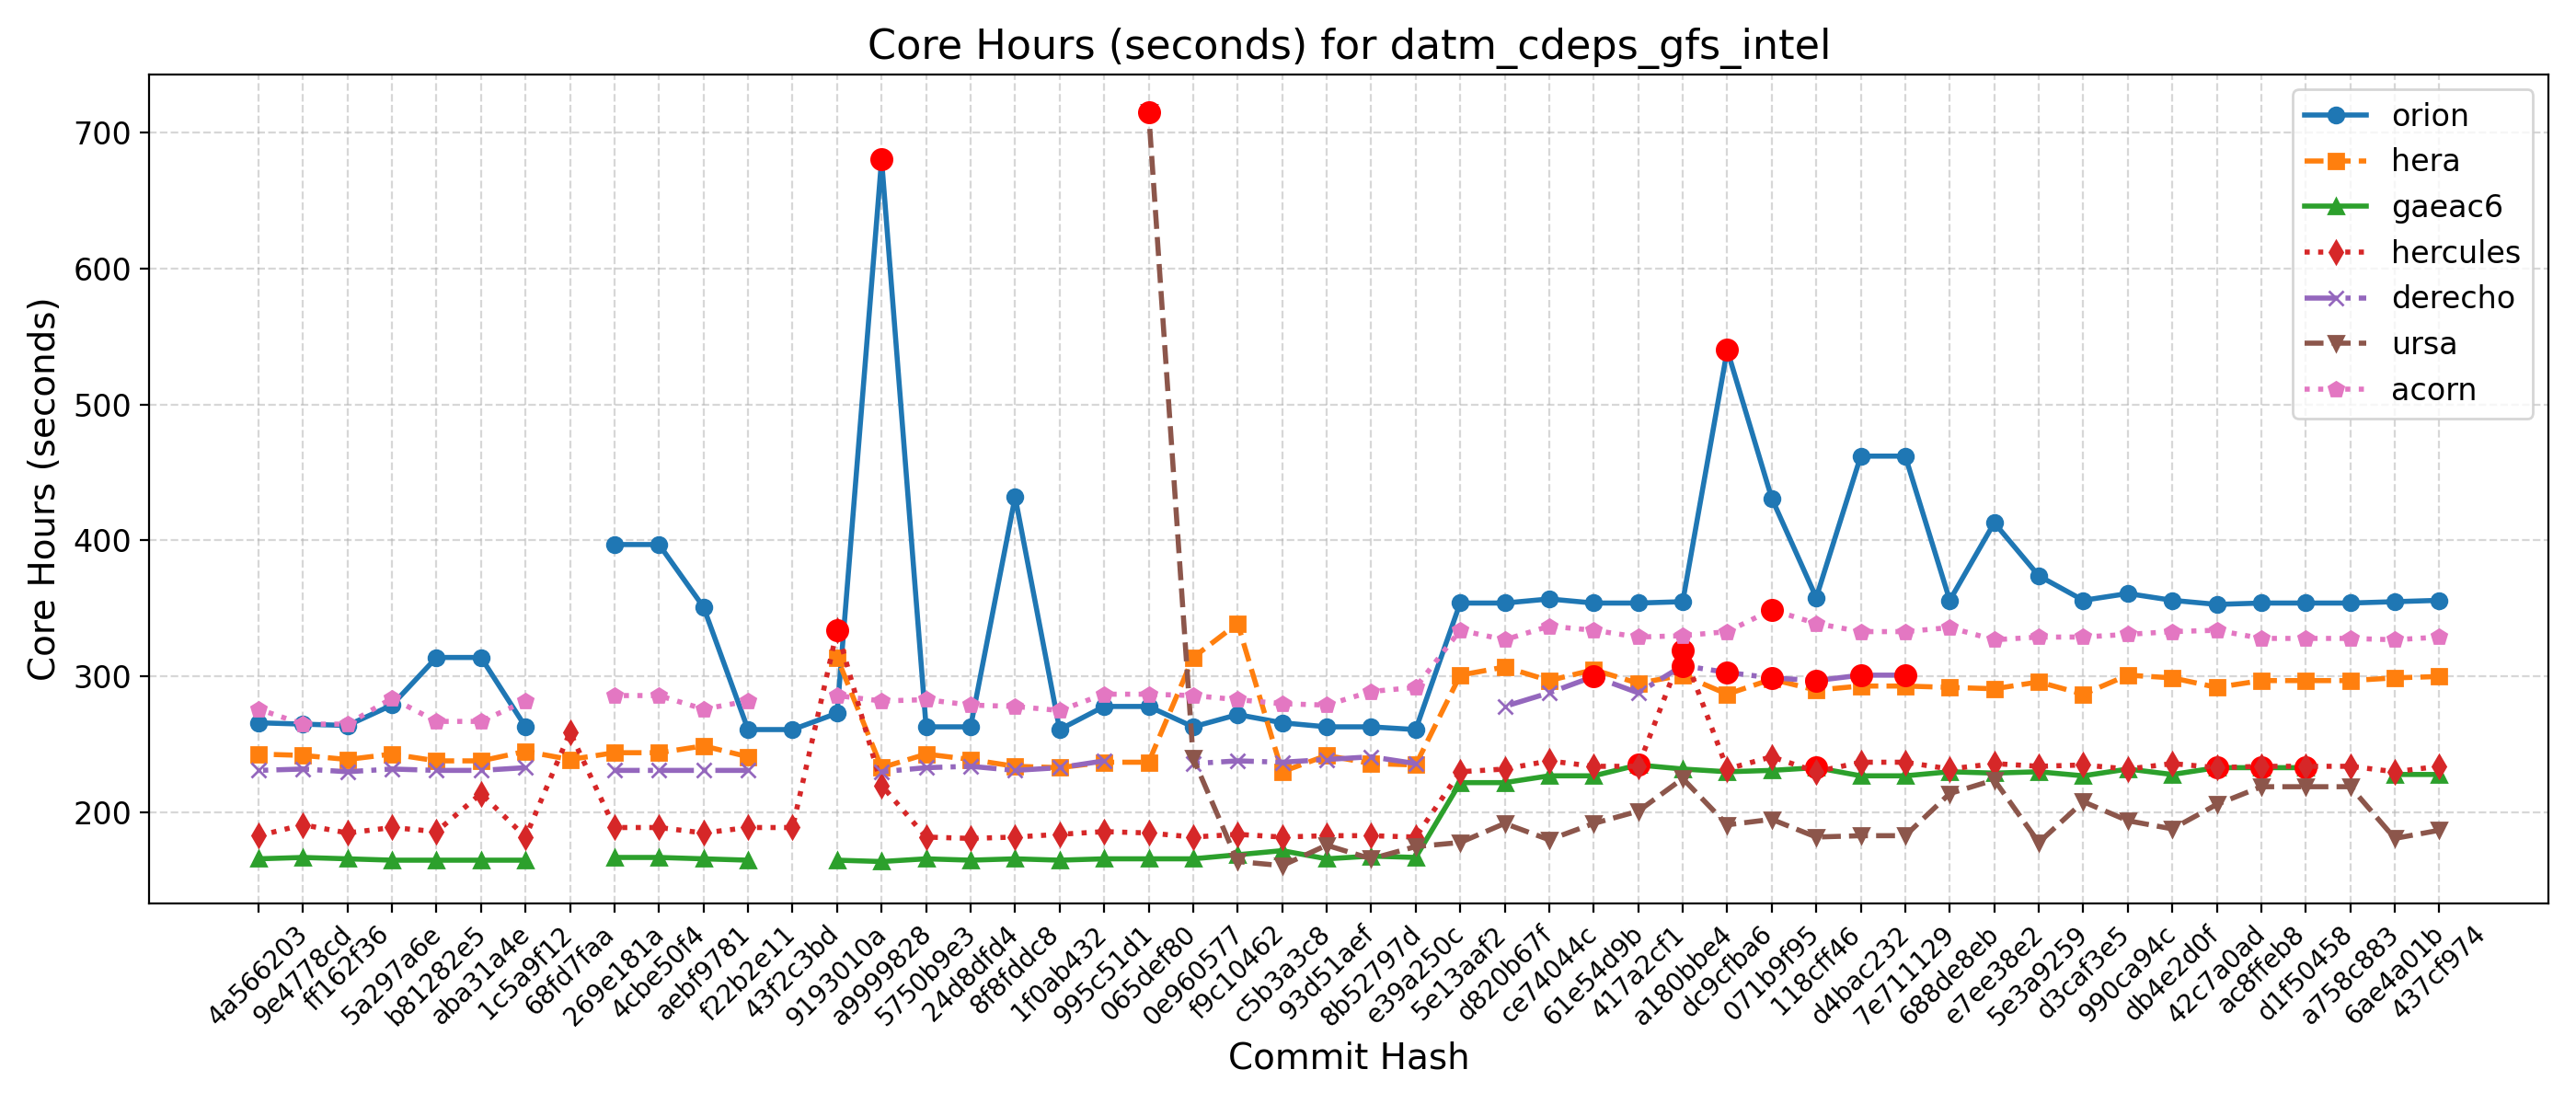 Core Hours (seconds) for datm_cdeps_gfs_intel
Core Hours (seconds)
700
600
500
400
300
200
orion
hera
gaeac6
hercules
derecho
ursa
acorn
4a566203
9e4778cd
ff162f36
5a297a6e
b81282e5
aba31a4e
1c5a9f12
68fd7faa
269e181a
4cbe50f4
aebf9781
f22b2e11
43f2c3bd
9193010a
a9999828
5750b9e3
24d8dfd4
8f8fddc8
1f0ab432
995c51d1
065def80
0e960577
f9c10462
c5b3a3c8
93d51aef
8b52797d
e39a250c
5e13aaf2
d820b67f
ce74044c
61e54d9b
417a2cf1
a180bbe4
dc9cfba6
071b9f95
118cff46
d4bac232
7e711129
688de8eb
e7ee38e2
5e3a9259
d3caf3e5
990ca94c
db4e2d0f
42c7a0ad
ac8ffeb8
d1f50458
a758c883
6ae4a01b
437cf974
Commit Hash